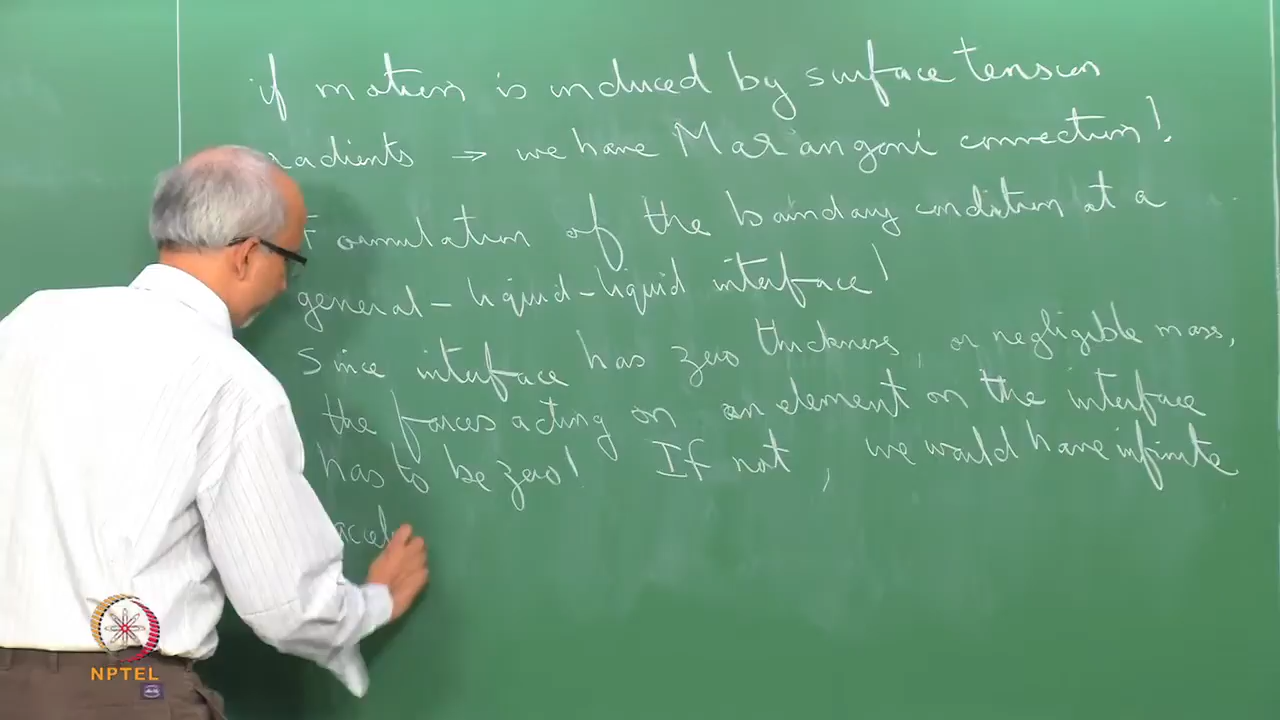 if motion is induced by surface tension
radients → we have Marangoni convection!
Formulation of the boundary condition at a
general - liquid - liquid interface!
Since interface has zero thickness, or negligible mass,
the forces acting on an element on the interface
has to be zero! If not, we would have infinite
accel
NPTEL